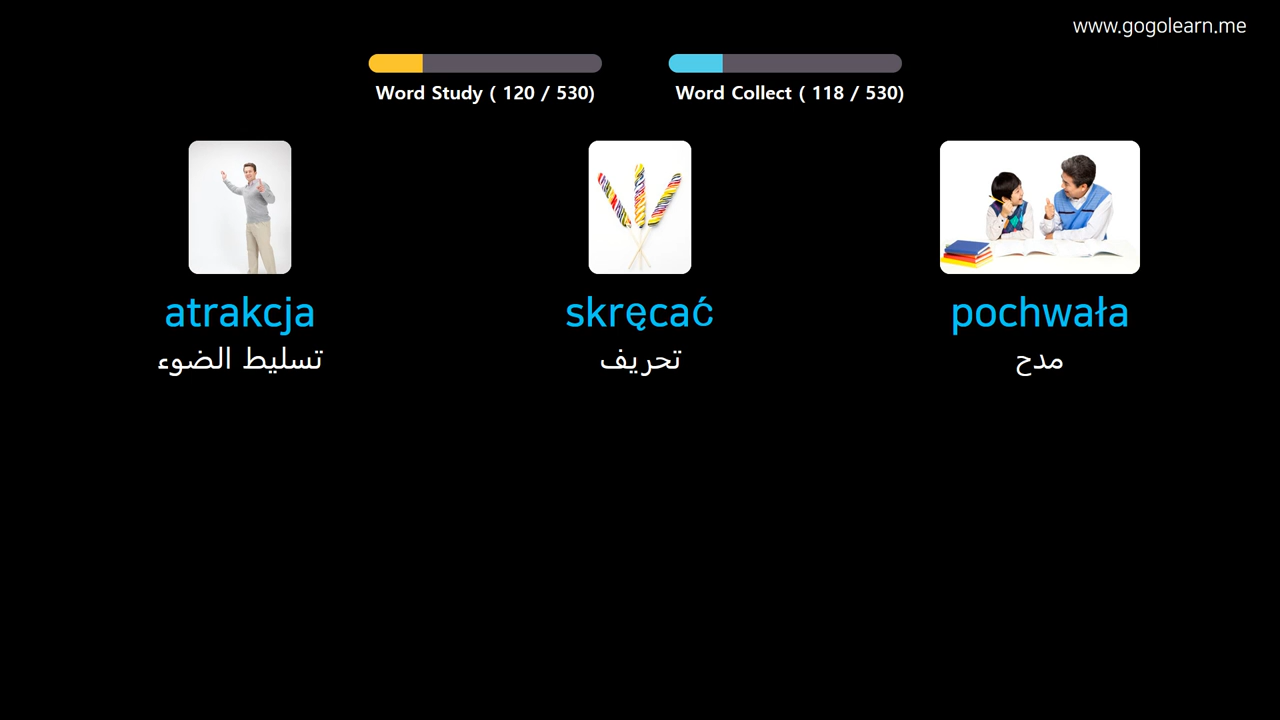 www.gogolearn.me
Word Study ( 120 / 530)
Word Collect ( 118 / 530)
atrakcja
تسليط الضوء
skręcać
تحريف
pochwała
مدح